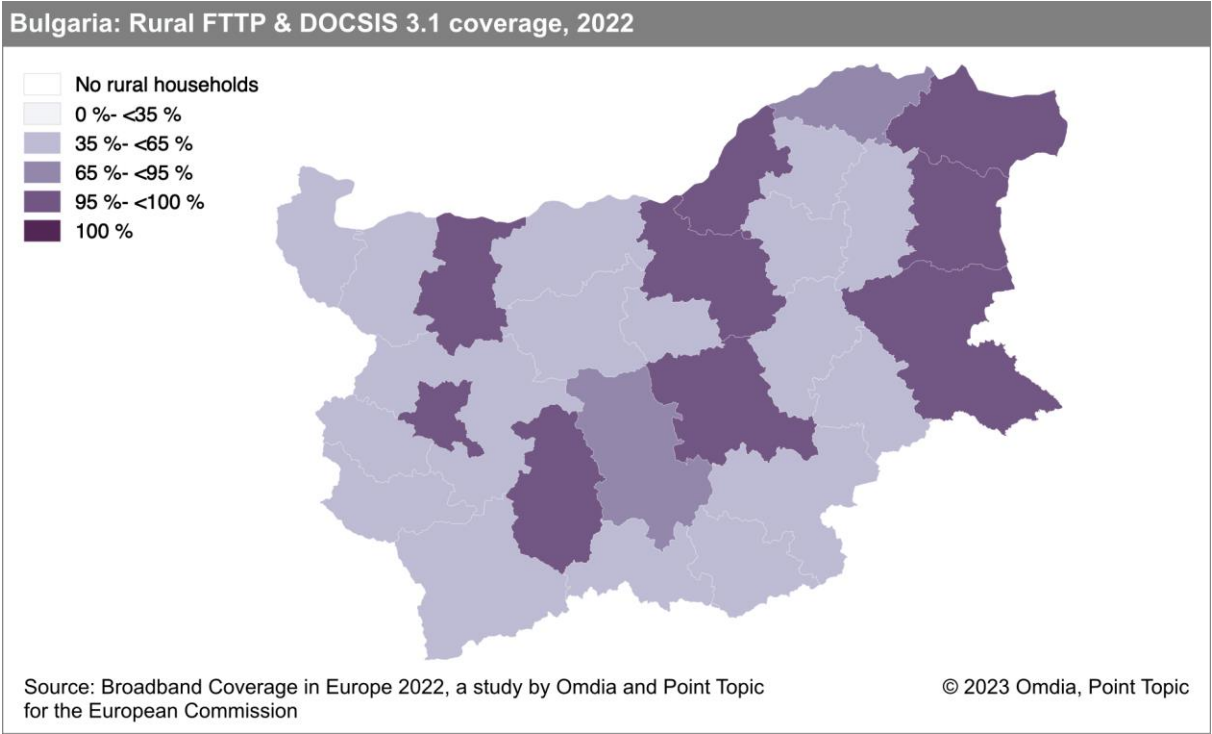 Bulgaria: Rural FTTP & DOCSIS 3.1 coverage, 2022
No rural households
0 %- <35 %
35 %- <65 %
65 %- <95 %
95 %- <100 %
100 %
Source: Broadband Coverage in Europe 2022, a study by Omdia and Point Topic
for the European Commission
© 2023 Omdia, Point Topic